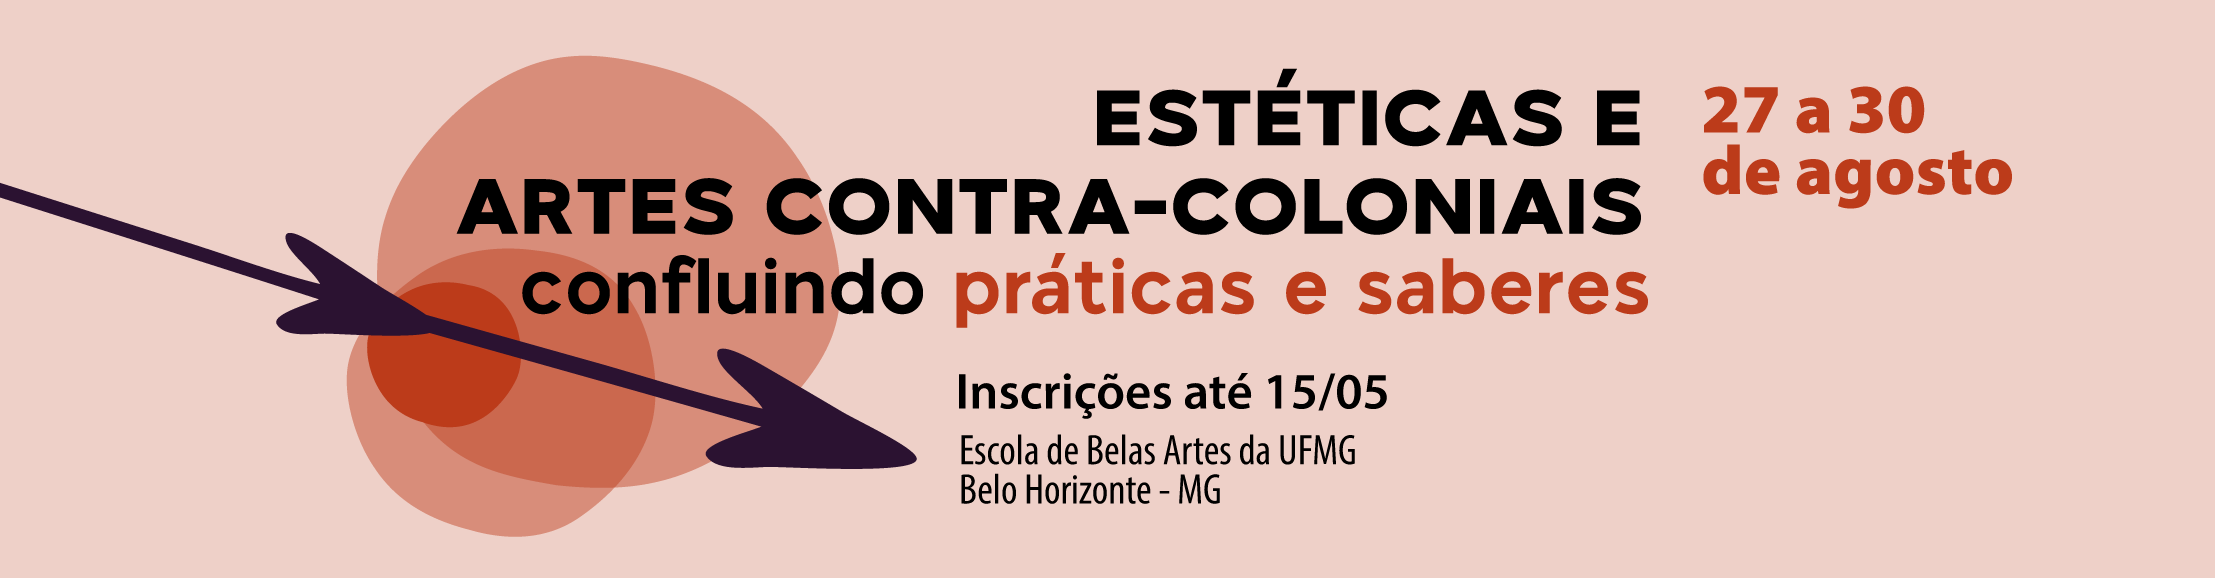 ESTÉTICAS E
ARTES CONTRA-COLONIAIS
confluindo práticas e saberes
27 a 30
de agosto
Inscrições até 15/05
Escola de Belas Artes da UFMG
Belo Horizonte - MG